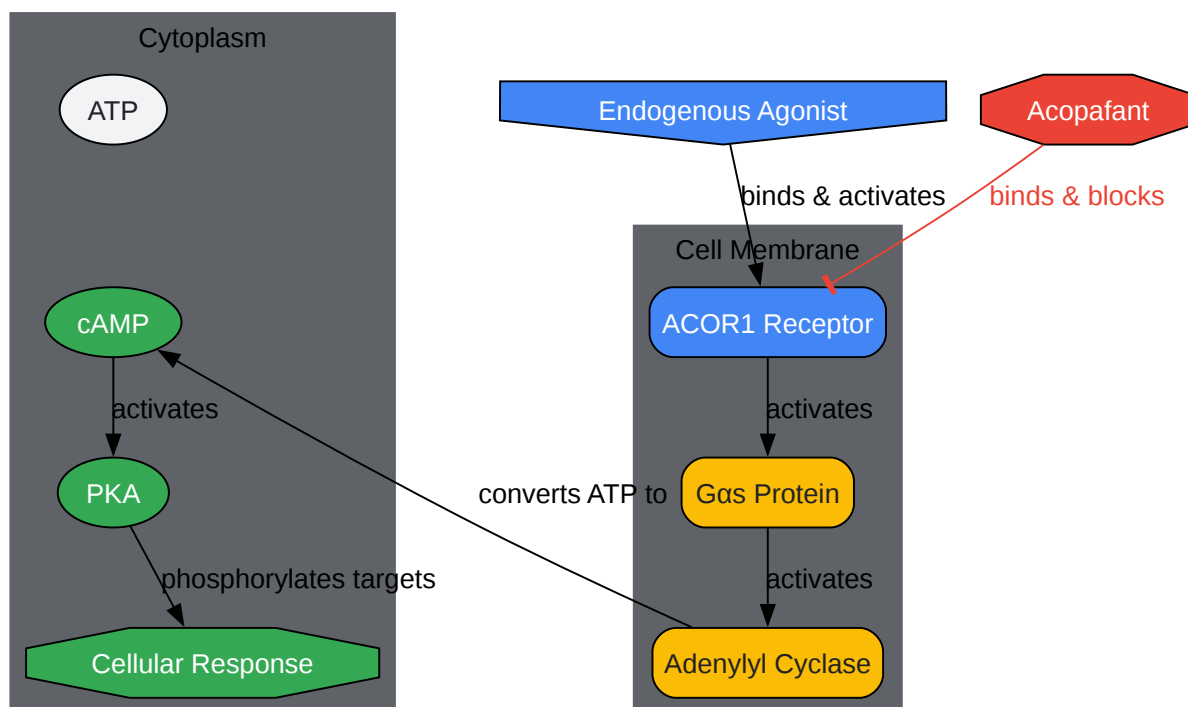 Cytoplasm
ATP
Endogenous Agonist
Acopafant
binds & activates
binds & blocks
Cell Membrane
cAMP
ACOR1 Receptor
activates
activates
PKA
converts ATP to
Gαs Protein
phosphorylates targets
activates
Cellular Response
Adenylyl Cyclase